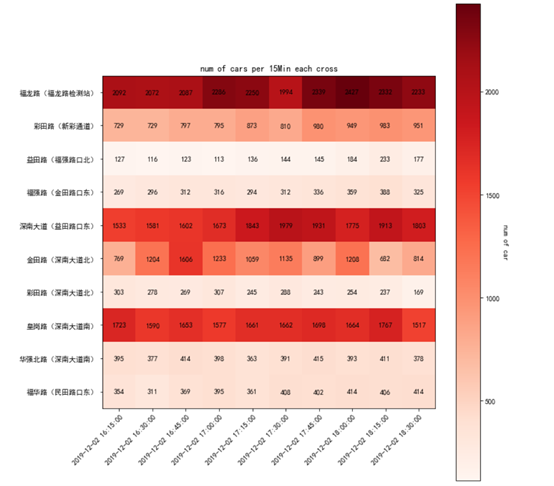 num of cars per 15Min each cross
福龙路（福龙路检测站） 2092 2072 2087 2206 2250 1994
彩田路（新彩通道） 729 729 797 795 873 810 980 949 983 951
益田路（福强路口北） 127 116 123 113 136 144 145 184 233 177
福强路（金田路口东） 269 296 312 316 294 312 336 359 388 325
深南大道（益田路口东） 1533 1581 1602 1673 1843 1979 1931 1775 1913 1803
金田路（深南大道北） 769 1204 1606 1233 1059 1135 899 1208 682 814
彩田路（深南大道北） 303 278 269 307 245 288 243 254 237 169
皇岗路（深南大道南） 1723 1590 1683 1577 1661 1662 1698 1664 1767 1517
华强北路（深南大道南） 395 377 414 398 363 391 415 393 411 378
福华路（民田路口东） 354 311 369 395 361 408 402 414 406 414
2019-12-02 16:15:00
2019-12-02 16:30:00
2019-12-02 16:45:00
2019-12-02 17:00:00
2019-12-02 17:15:00
2019-12-02 17:30:00
2019-12-02 17:45:00
2019-12-02 18:00:00
2019-12-02 18:15:00
2019-12-02 18:30:00
2000
1500
1000
500
num of car